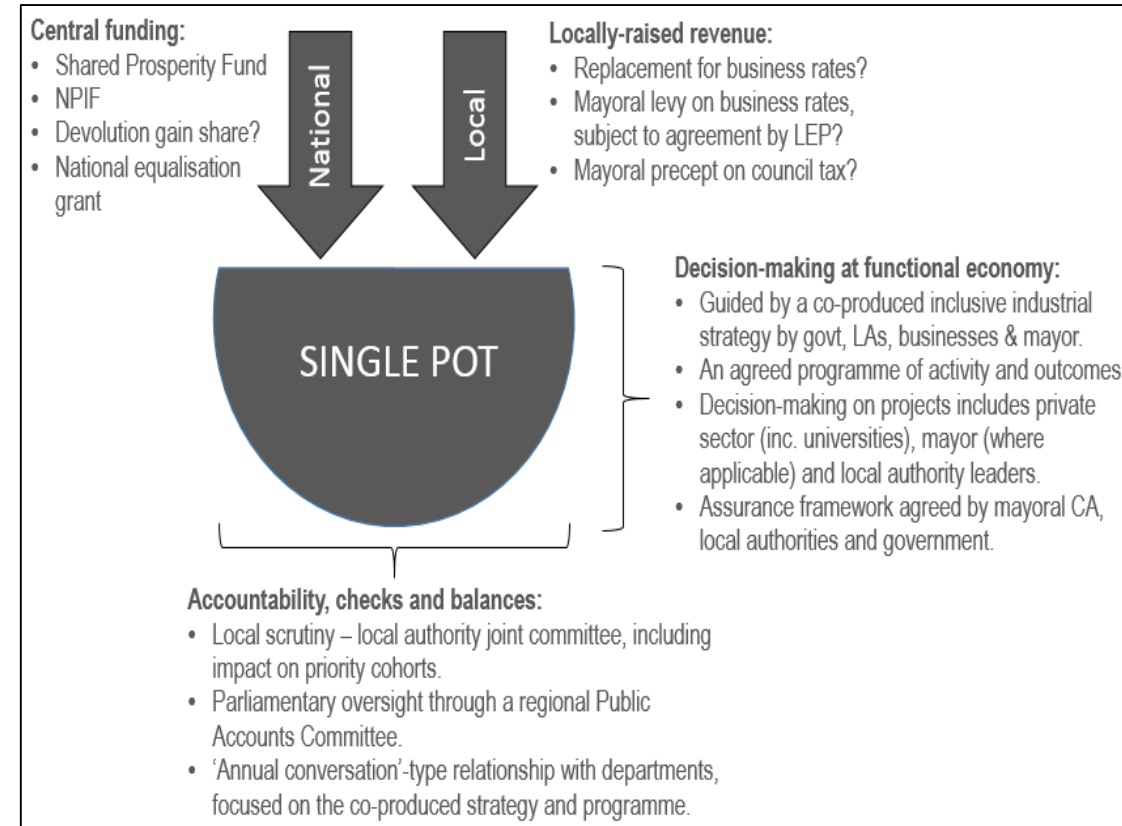 Central funding:
• Shared Prosperity Fund
• NPIF
• Devolution gain share?
• National equalisation
grant
National
Local
Locally-raised revenue:
• Replacement for business rates?
• Mayoral levy on business rates,
subject to agreement by LEP?
• Mayoral precept on council tax?
SINGLE POT
Decision-making at functional economy:
• Guided by a co-produced inclusive industrial
strategy by govt, LAs, businesses & mayor.
• An agreed programme of activity and outcomes
• Decision-making on projects includes private
sector (inc. universities), mayor (where
applicable) and local authority leaders.
• Assurance framework agreed by mayoral CA,
local authorities and government.
Accountability, checks and balances:
• Local scrutiny – local authority joint committee, including
impact on priority cohorts.
• Parliamentary oversight through a regional Public
Accounts Committee.
• ‘Annual conversation’-type relationship with departments,
focused on the co-produced strategy and programme.